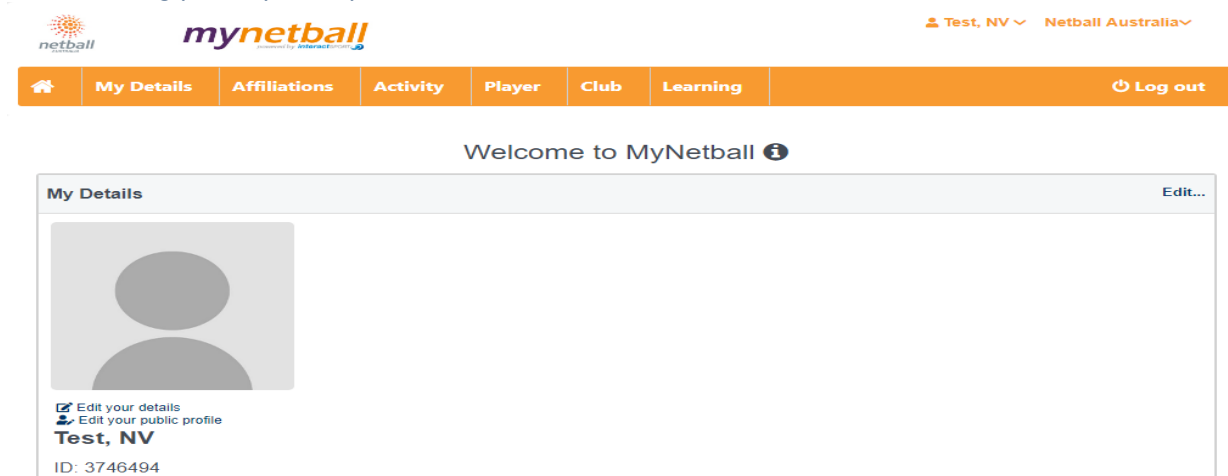 netball
AUSTRALIA
mynetball
powered by interactSPORT
Test, NV
Netball Australia
My Details
Affiliations
Activity
Player
Club
Learning
Log out
Welcome to MyNetball
My Details
Edit...
Edit your details
Edit your public profile
Test, NV
ID: 3746494